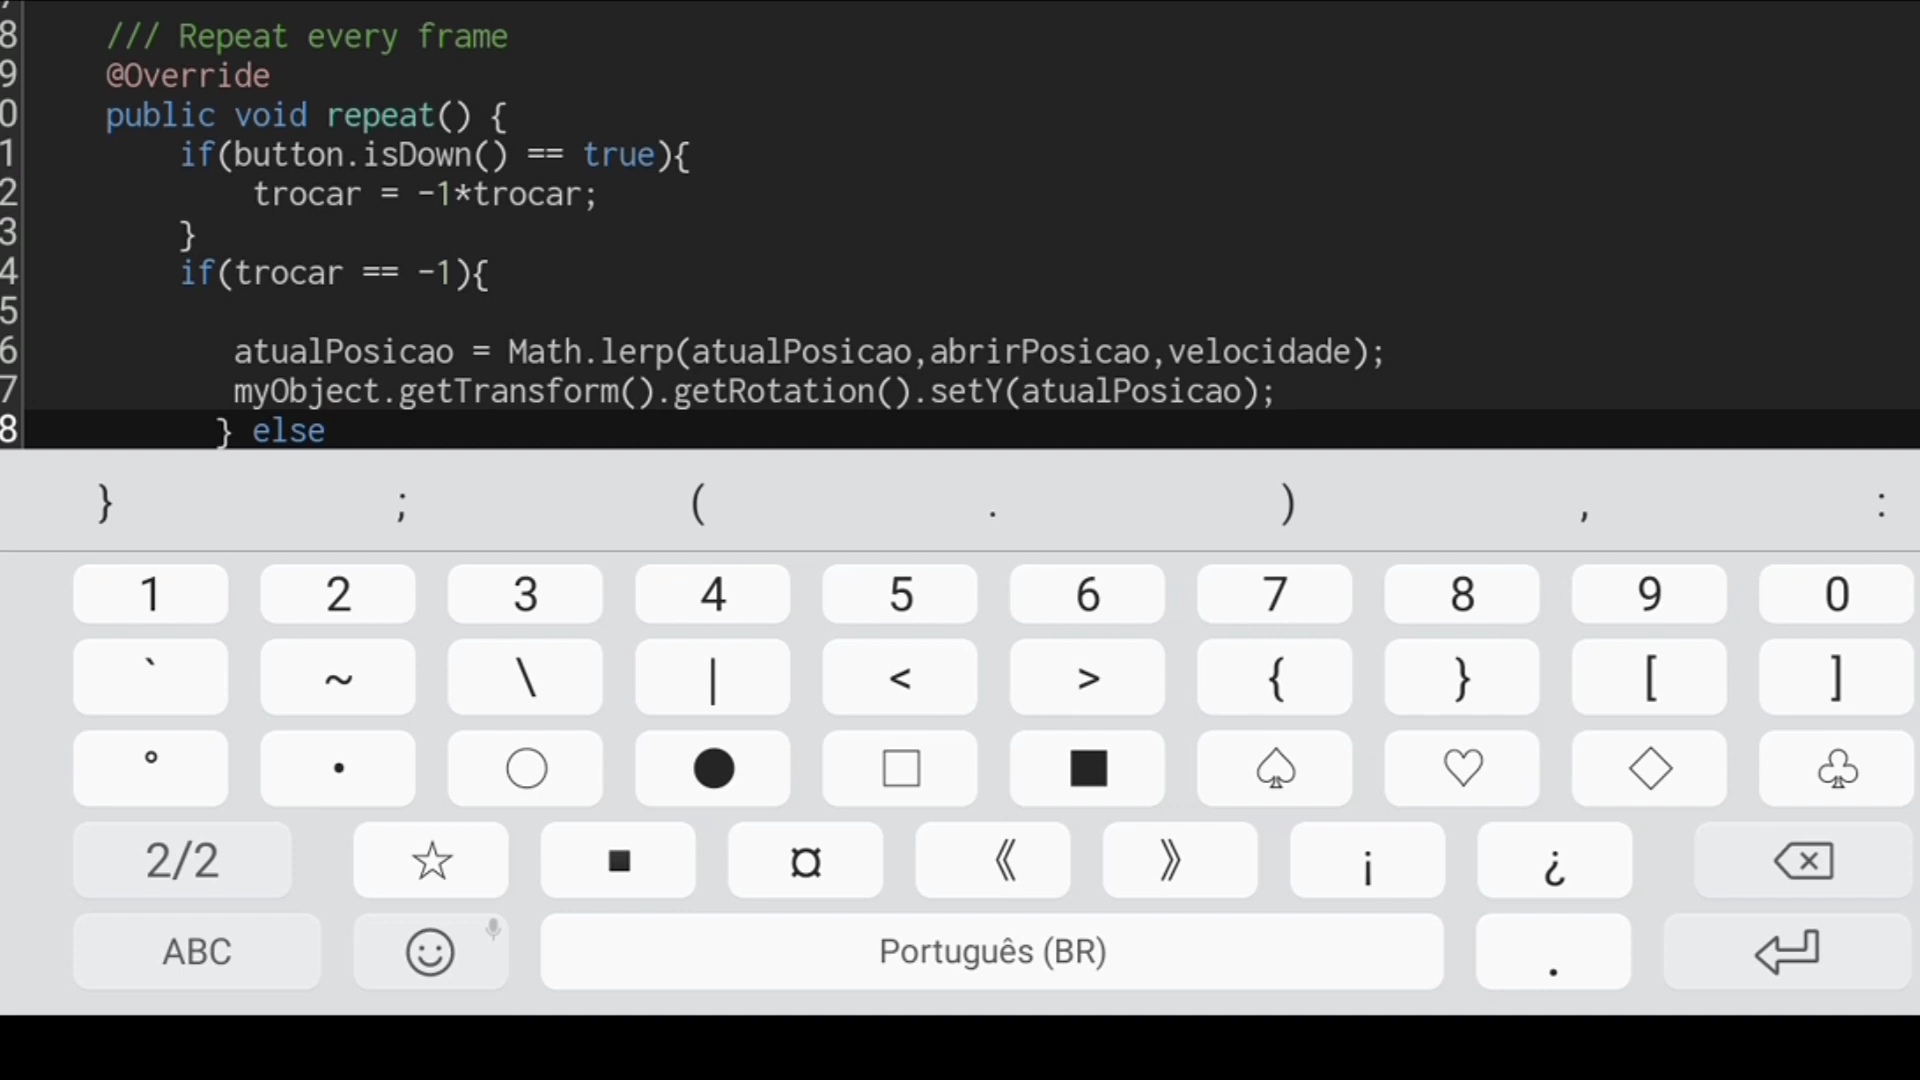 8 /// Repeat every frame
9 @Override
0 public void repeat() {
1 if(button.isDown() == true){
2 trocar = -1*trocar;
3 }
4 if(trocar == -1){
5
6 atualPosicao = Math.lerp(atualPosicao,abrirPosicao,velocidade);
7 myObject.getTransform().getRotation().setY(atualPosicao);
8 } else
} ; ( . ) , :
1 2 3 4 5 6 7 8 9 0
` ~ \ | < > { } [ ]
° • ○ ● □ ■ ♤ ♡ ◇ ♧
2/2 ☆ ▪ ¤ 《 》 ¡ ¿
ABC Português (BR) .